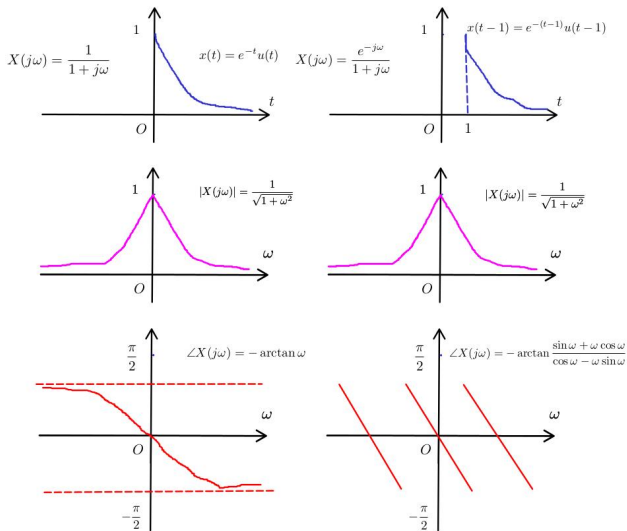 1
X(jω) = 1/(1 + jω)
x(t) = e^{-t}u(t)
t
O
1
x(t − 1) = e^{-(t-1)}u(t − 1)
X(jω) = e^{-jω}/(1 + jω)
t
O
1
1
|X(jω)| = 1/√(1 + ω²)
ω
O
1
|X(jω)| = 1/√(1 + ω²)
ω
O
π/2
∠X(jω) = − arctan ω
ω
O
−π/2
π/2
∠X(jω) = − arctan (sin ω + ω cos ω)/(cos ω − ω sin ω)
ω
O
−π/2